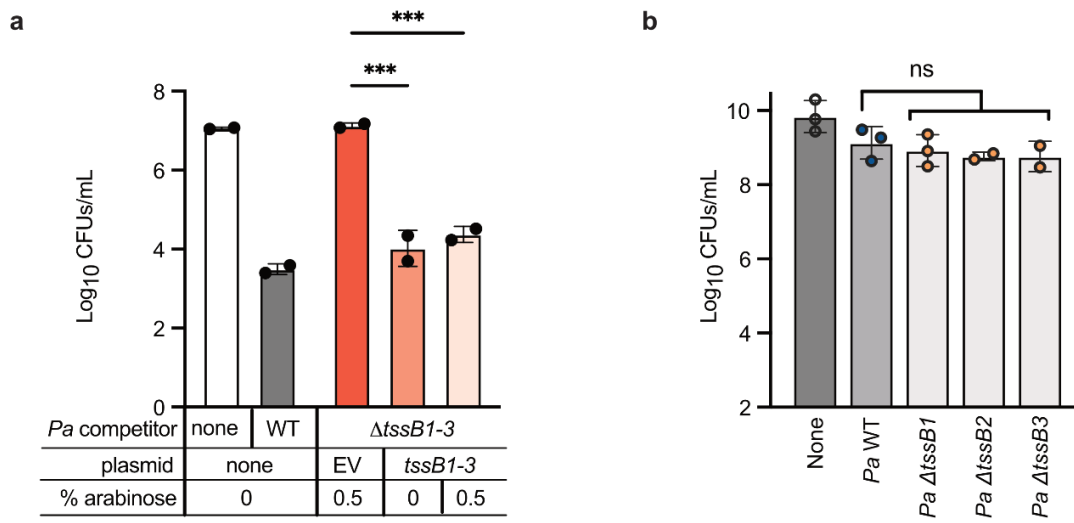 a
***
***
8
6
4
2
0
Log10 CFUs/mL
Pa competitor none WT ΔtssB1-3
plasmid none EV tssB1-3
% arabinose 0 0.5 0 0.5
b
ns
10
8
6
4
2
Log10 CFUs/mL
None
Pa WT
Pa ΔtssB1
Pa ΔtssB2
Pa ΔtssB3